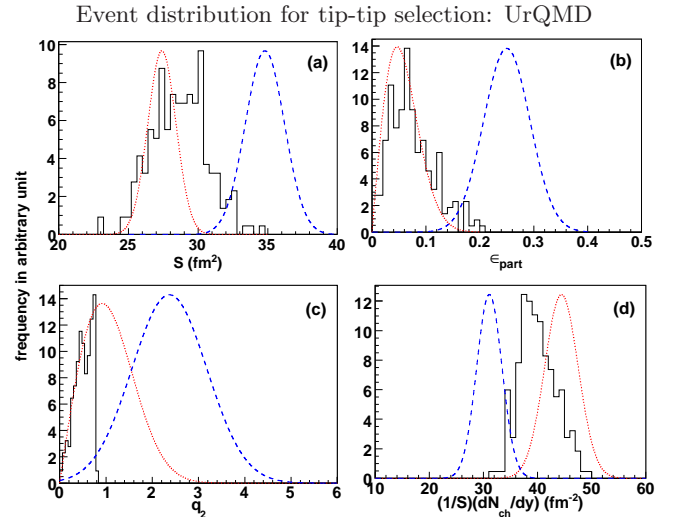 Event distribution for tip-tip selection: UrQMD
frequency in arbitrary unit
(a)
10
8
6
4
2
0
20 25 30 35 40
S (fm²)
(b)
14
12
10
8
6
4
2
0
0 0.1 0.2 0.3 0.4 0.5
∈part
(c)
14
12
10
8
6
4
2
0
0 1 2 3 4 5 6
q2
(d)
12
10
8
6
4
2
0
10 20 30 40 50 60
(1/S)(dNch/dy) (fm⁻²)